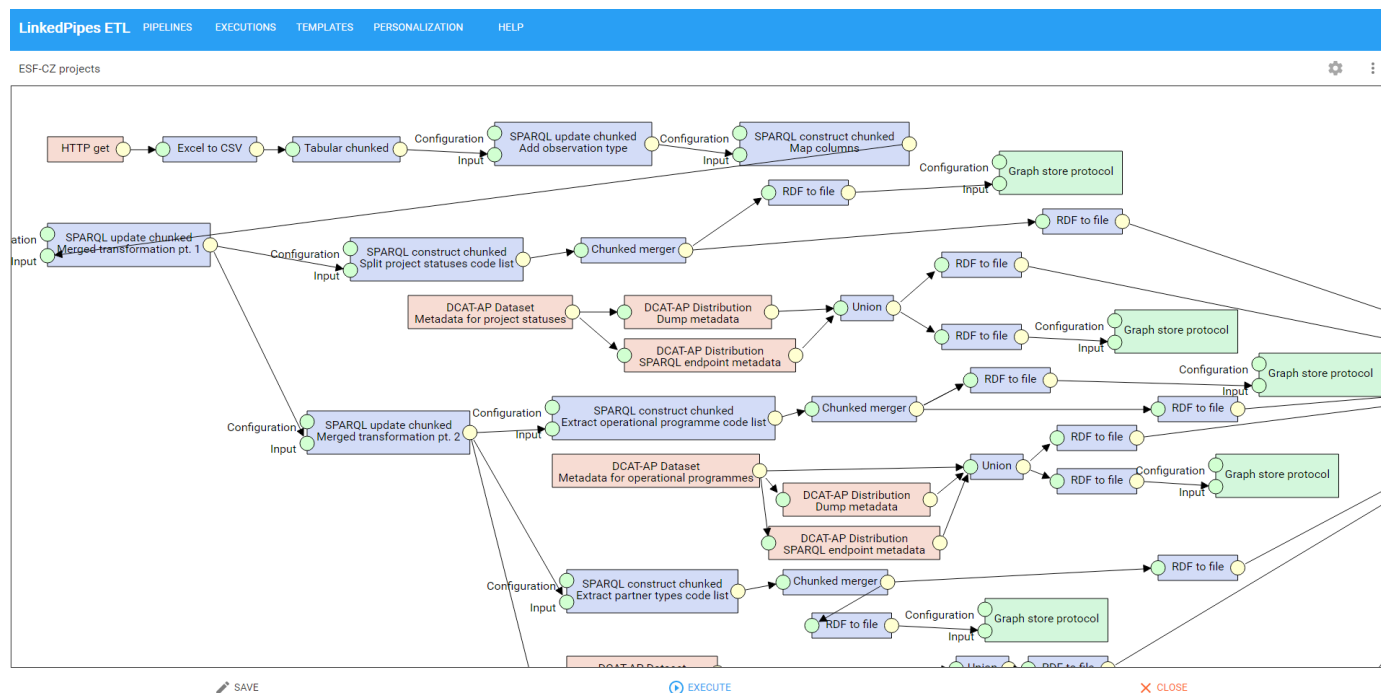 LinkedPipes ETL PIPELINES EXECUTIONS TEMPLATES PERSONALIZATION HELP
ESF-CZ projects
HTTP get
Excel to CSV
Tabular chunked
Configuration
Input
SPARQL update chunked
Add observation type
Configuration
Input
SPARQL construct chunked
Map columns
Configuration
Input
Graph store protocol
RDF to file
RDF to file
ation
Input
SPARQL update chunked
Merged transformation pt. 1
Configuration
Input
SPARQL construct chunked
Split project statuses code list
Chunked merger
RDF to file
DCAT-AP Dataset
Metadata for project statuses
DCAT-AP Distribution
Dump metadata
Union
DCAT-AP Distribution
SPARQL endpoint metadata
RDF to file
Configuration
Input
Graph store protocol
Configuration
Input
Graph store protocol
RDF to file
Configuration
Input
SPARQL update chunked
Merged transformation pt. 2
Configuration
Input
SPARQL construct chunked
Extract operational programme code list
Chunked merger
RDF to file
RDF to file
DCAT-AP Dataset
Metadata for operational programmes
Union
RDF to file
Configuration
Input
Graph store protocol
DCAT-AP Distribution
Dump metadata
DCAT-AP Distribution
SPARQL endpoint metadata
Configuration
Input
SPARQL construct chunked
Extract partner types code list
Chunked merger
RDF to file
RDF to file
Configuration
Input
Graph store protocol
DCAT-AP Dataset
Union
RDF to file
SAVE
EXECUTE
CLOSE